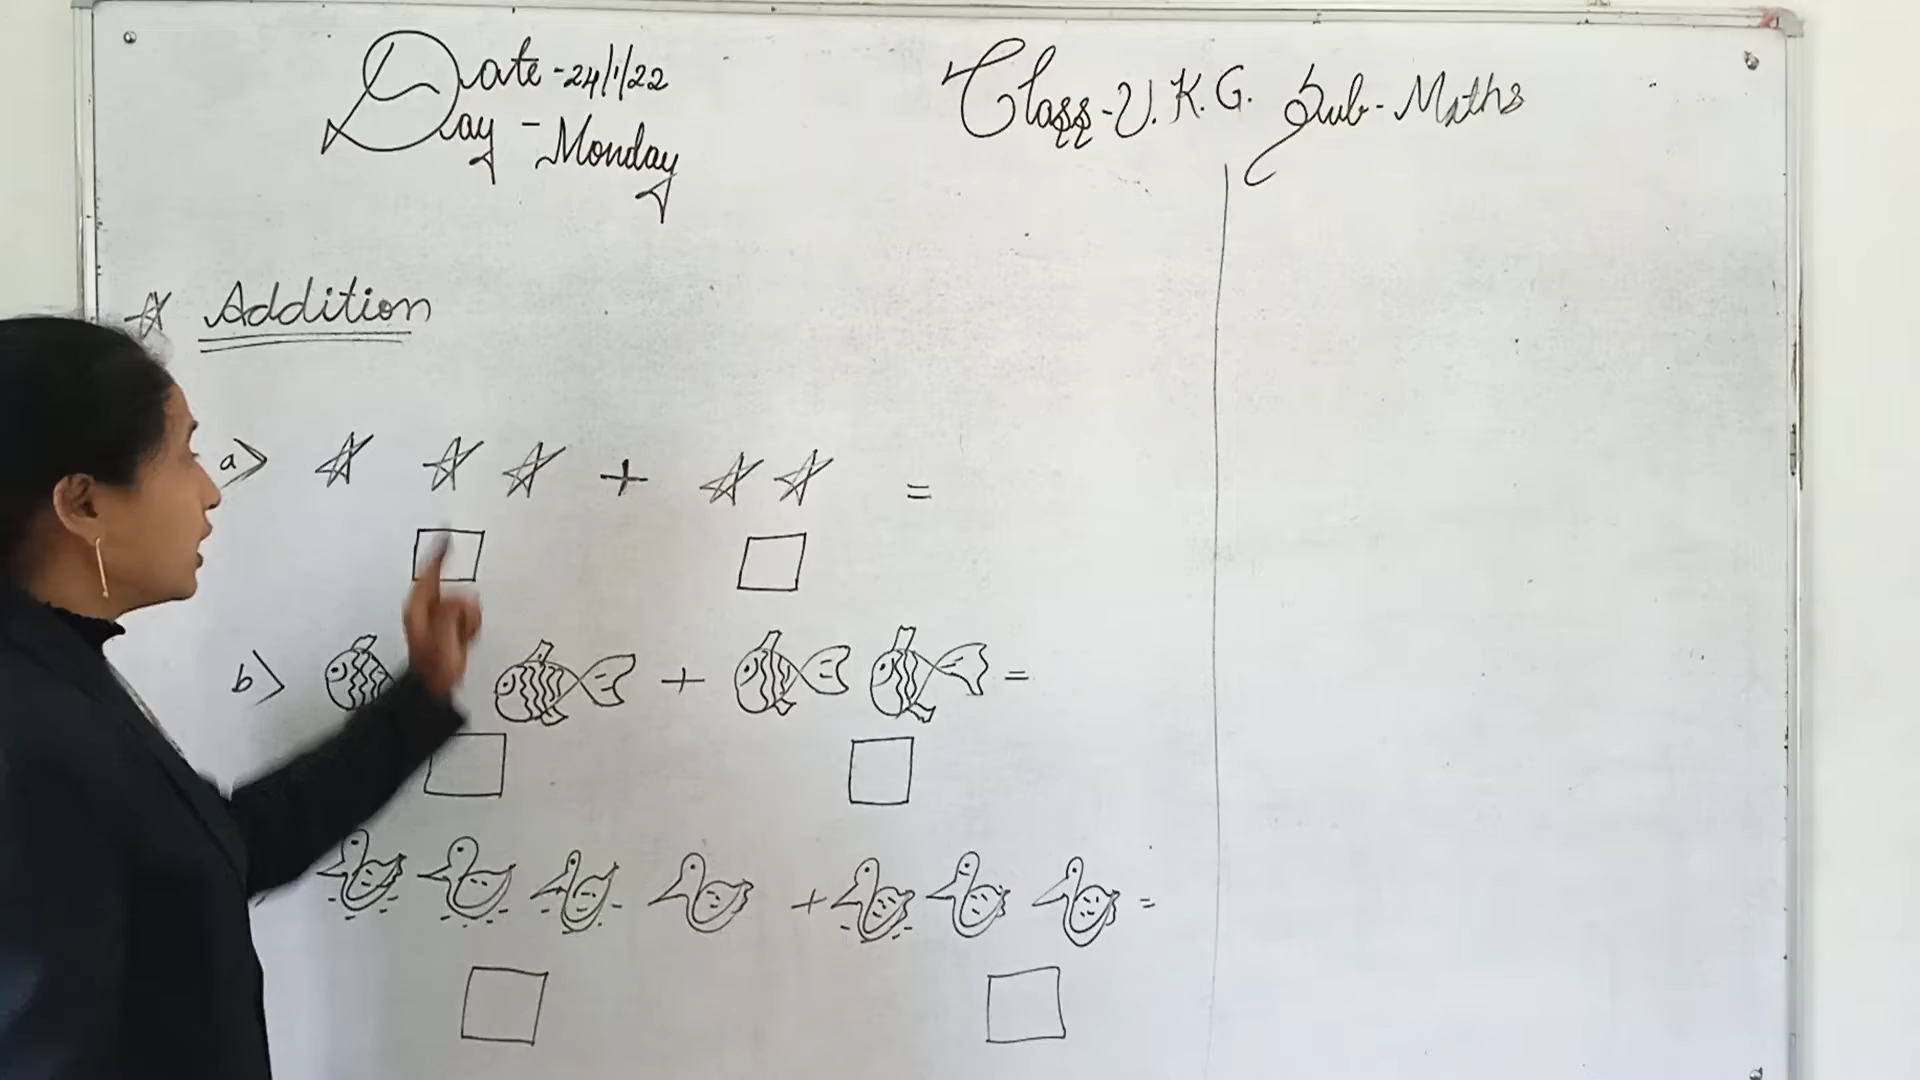 Date - 24/1/22
Day - Monday
Class - U.K.G. Sub - Maths
Addition
a) + =
b) + =
+ =